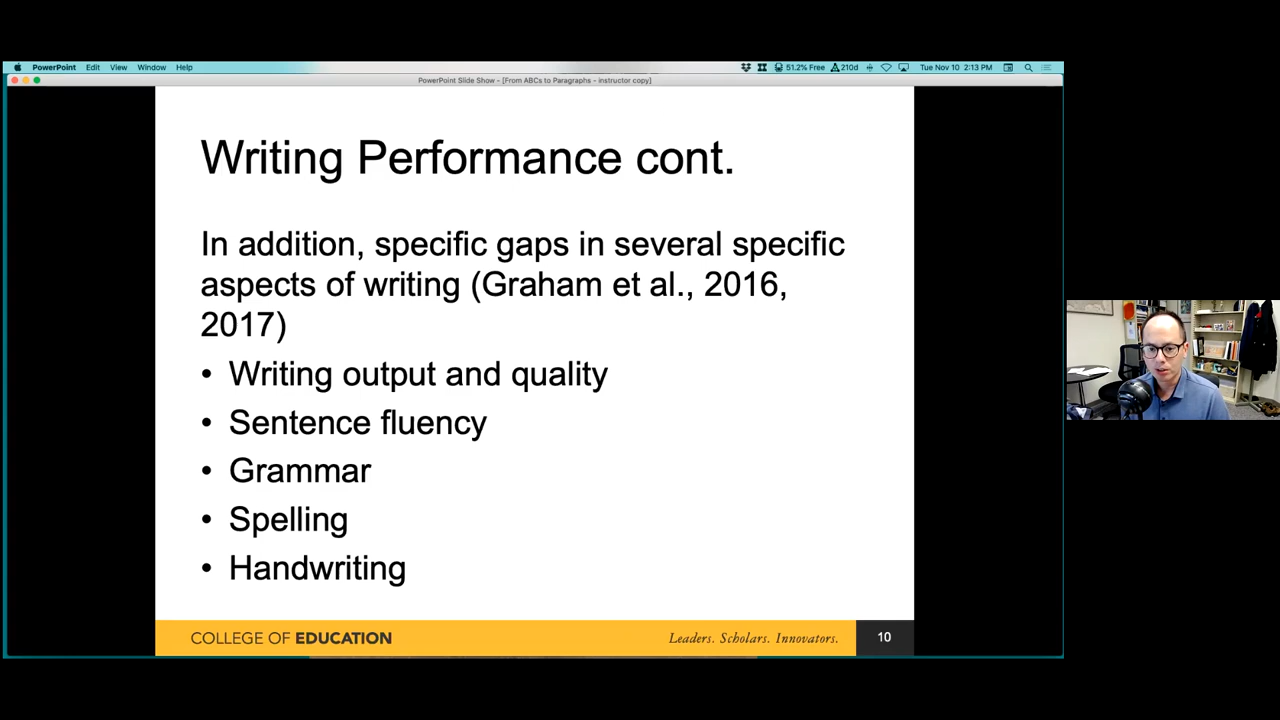 PowerPoint Edit View Window Help 51.2% Free 210d Tue Nov 10 2:13 PM
PowerPoint Slide Show - [From ABCs to Paragraphs - instructor copy]
Writing Performance cont.
In addition, specific gaps in several specific
aspects of writing (Graham et al., 2016,
2017)
• Writing output and quality
• Sentence fluency
• Grammar
• Spelling
• Handwriting
COLLEGE OF EDUCATION Leaders. Scholars. Innovators. 10